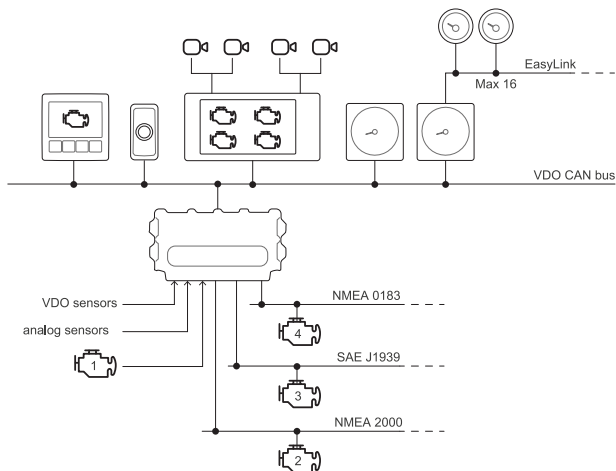 EasyLink
Max 16
VDO CAN bus
VDO sensors
NMEA 0183
analog sensors
4
1
SAE J1939
3
NMEA 2000
2